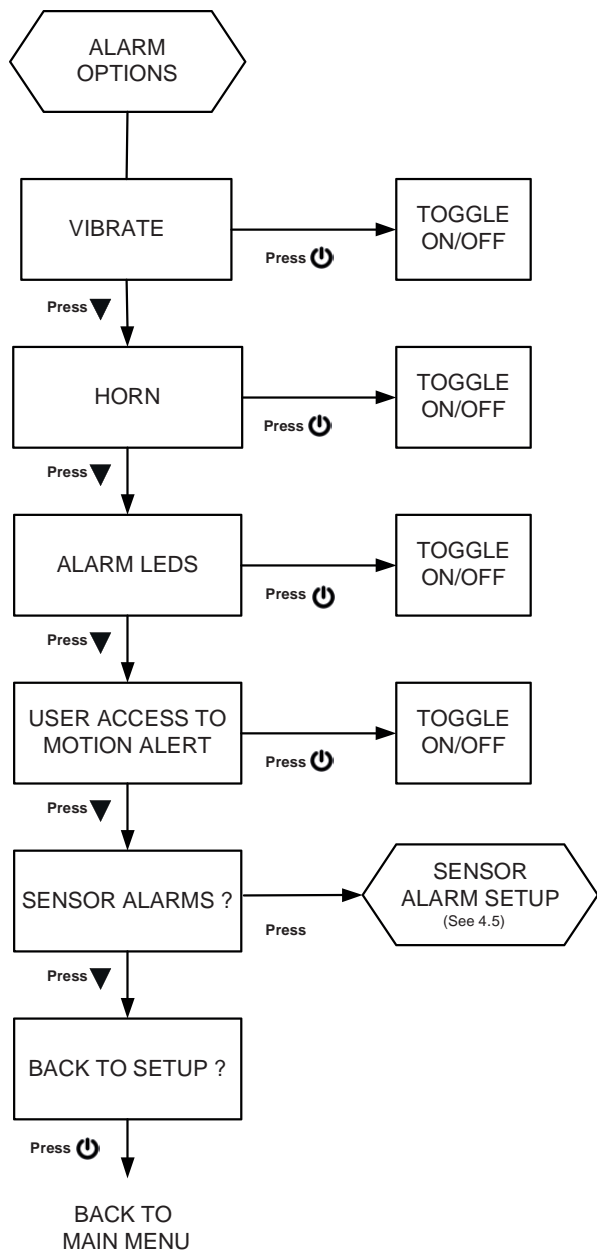 ALARM
OPTIONS
VIBRATE
Press
TOGGLE
ON/OFF
Press
HORN
Press
TOGGLE
ON/OFF
Press
ALARM LEDS
Press
TOGGLE
ON/OFF
Press
USER ACCESS TO
MOTION ALERT
Press
TOGGLE
ON/OFF
Press
SENSOR ALARMS ?
Press
SENSOR
ALARM SETUP
(See 4.5)
Press
BACK TO SETUP ?
Press
BACK TO
MAIN MENU